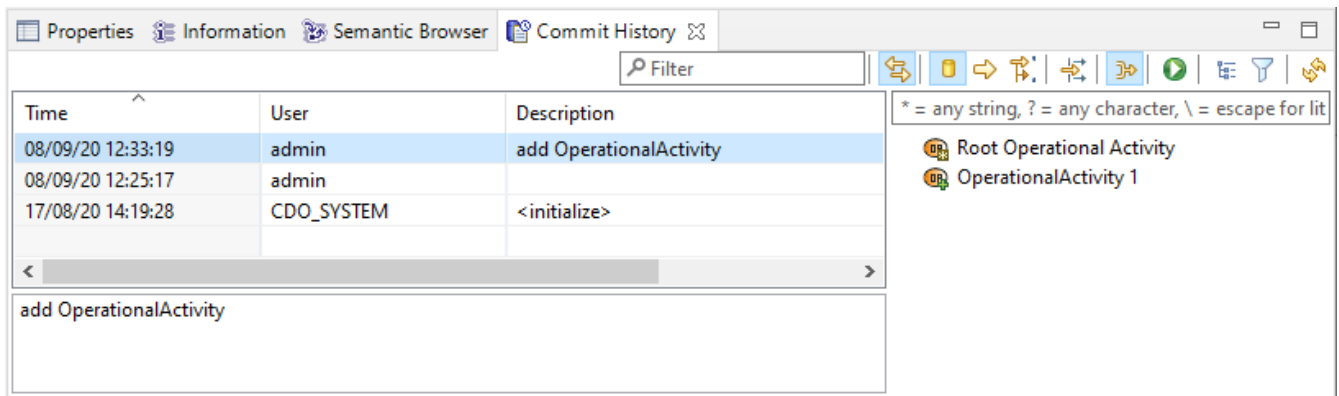 Properties Information Semantic Browser Commit History
Filter
Time User Description
08/09/20 12:33:19 admin add OperationalActivity
08/09/20 12:25:17 admin
17/08/20 14:19:28 CDO_SYSTEM <initialize>
add OperationalActivity
* = any string, ? = any character, \ = escape for lit
Root Operational Activity
OperationalActivity 1